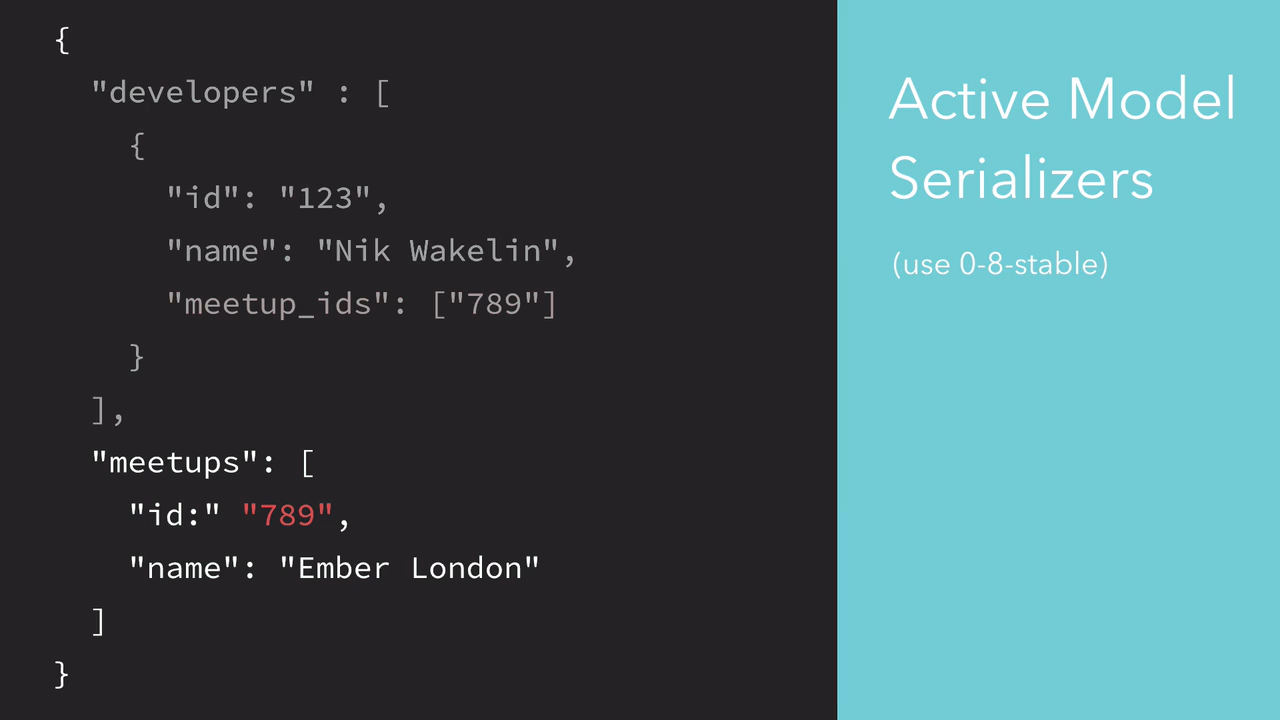 {
"developers" : [
{
"id": "123",
"name": "Nik Wakelin",
"meetup_ids": ["789"]
}
],
"meetups": [
"id:" "789",
"name": "Ember London"
]
}
Active Model
Serializers
(use 0-8-stable)